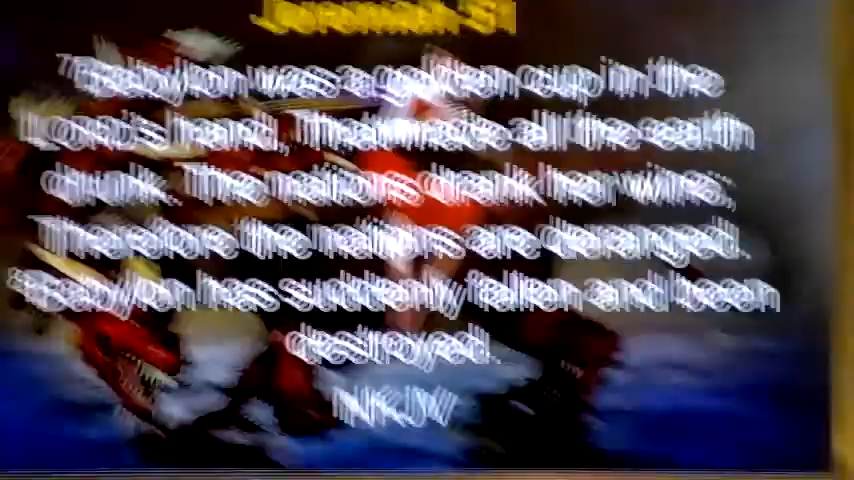 Jeremiah 51
"Babylon was a golden cup in the
Lord's hand, That made all the earth
drunk. The nations drank her wine;
Therefore the nations are deranged.
8Babylon has suddenly fallen and been
destroyed.
NKJV